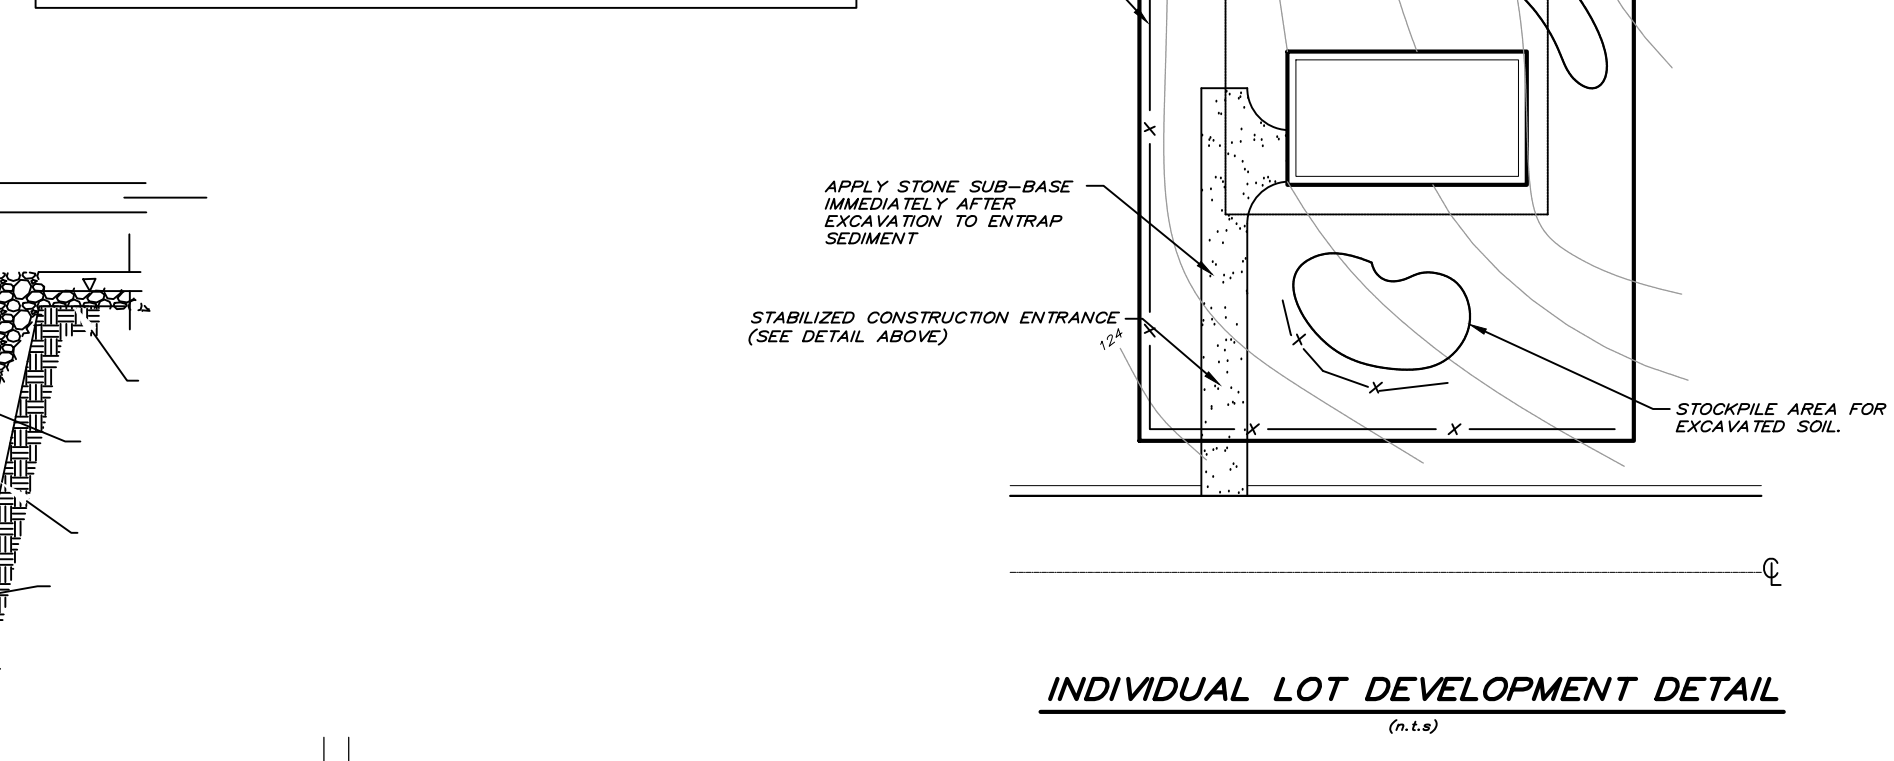 APPLY STONE SUB-BASE
IMMEDIATELY AFTER
EXCAVATION TO ENTRAP
SEDIMENT
STABILIZED CONSTRUCTION ENTRANCE
(SEE DETAIL ABOVE)
124
STOCKPILE AREA FOR
EXCAVATED SOIL.
INDIVIDUAL LOT DEVELOPMENT DETAIL
(n.t.s)